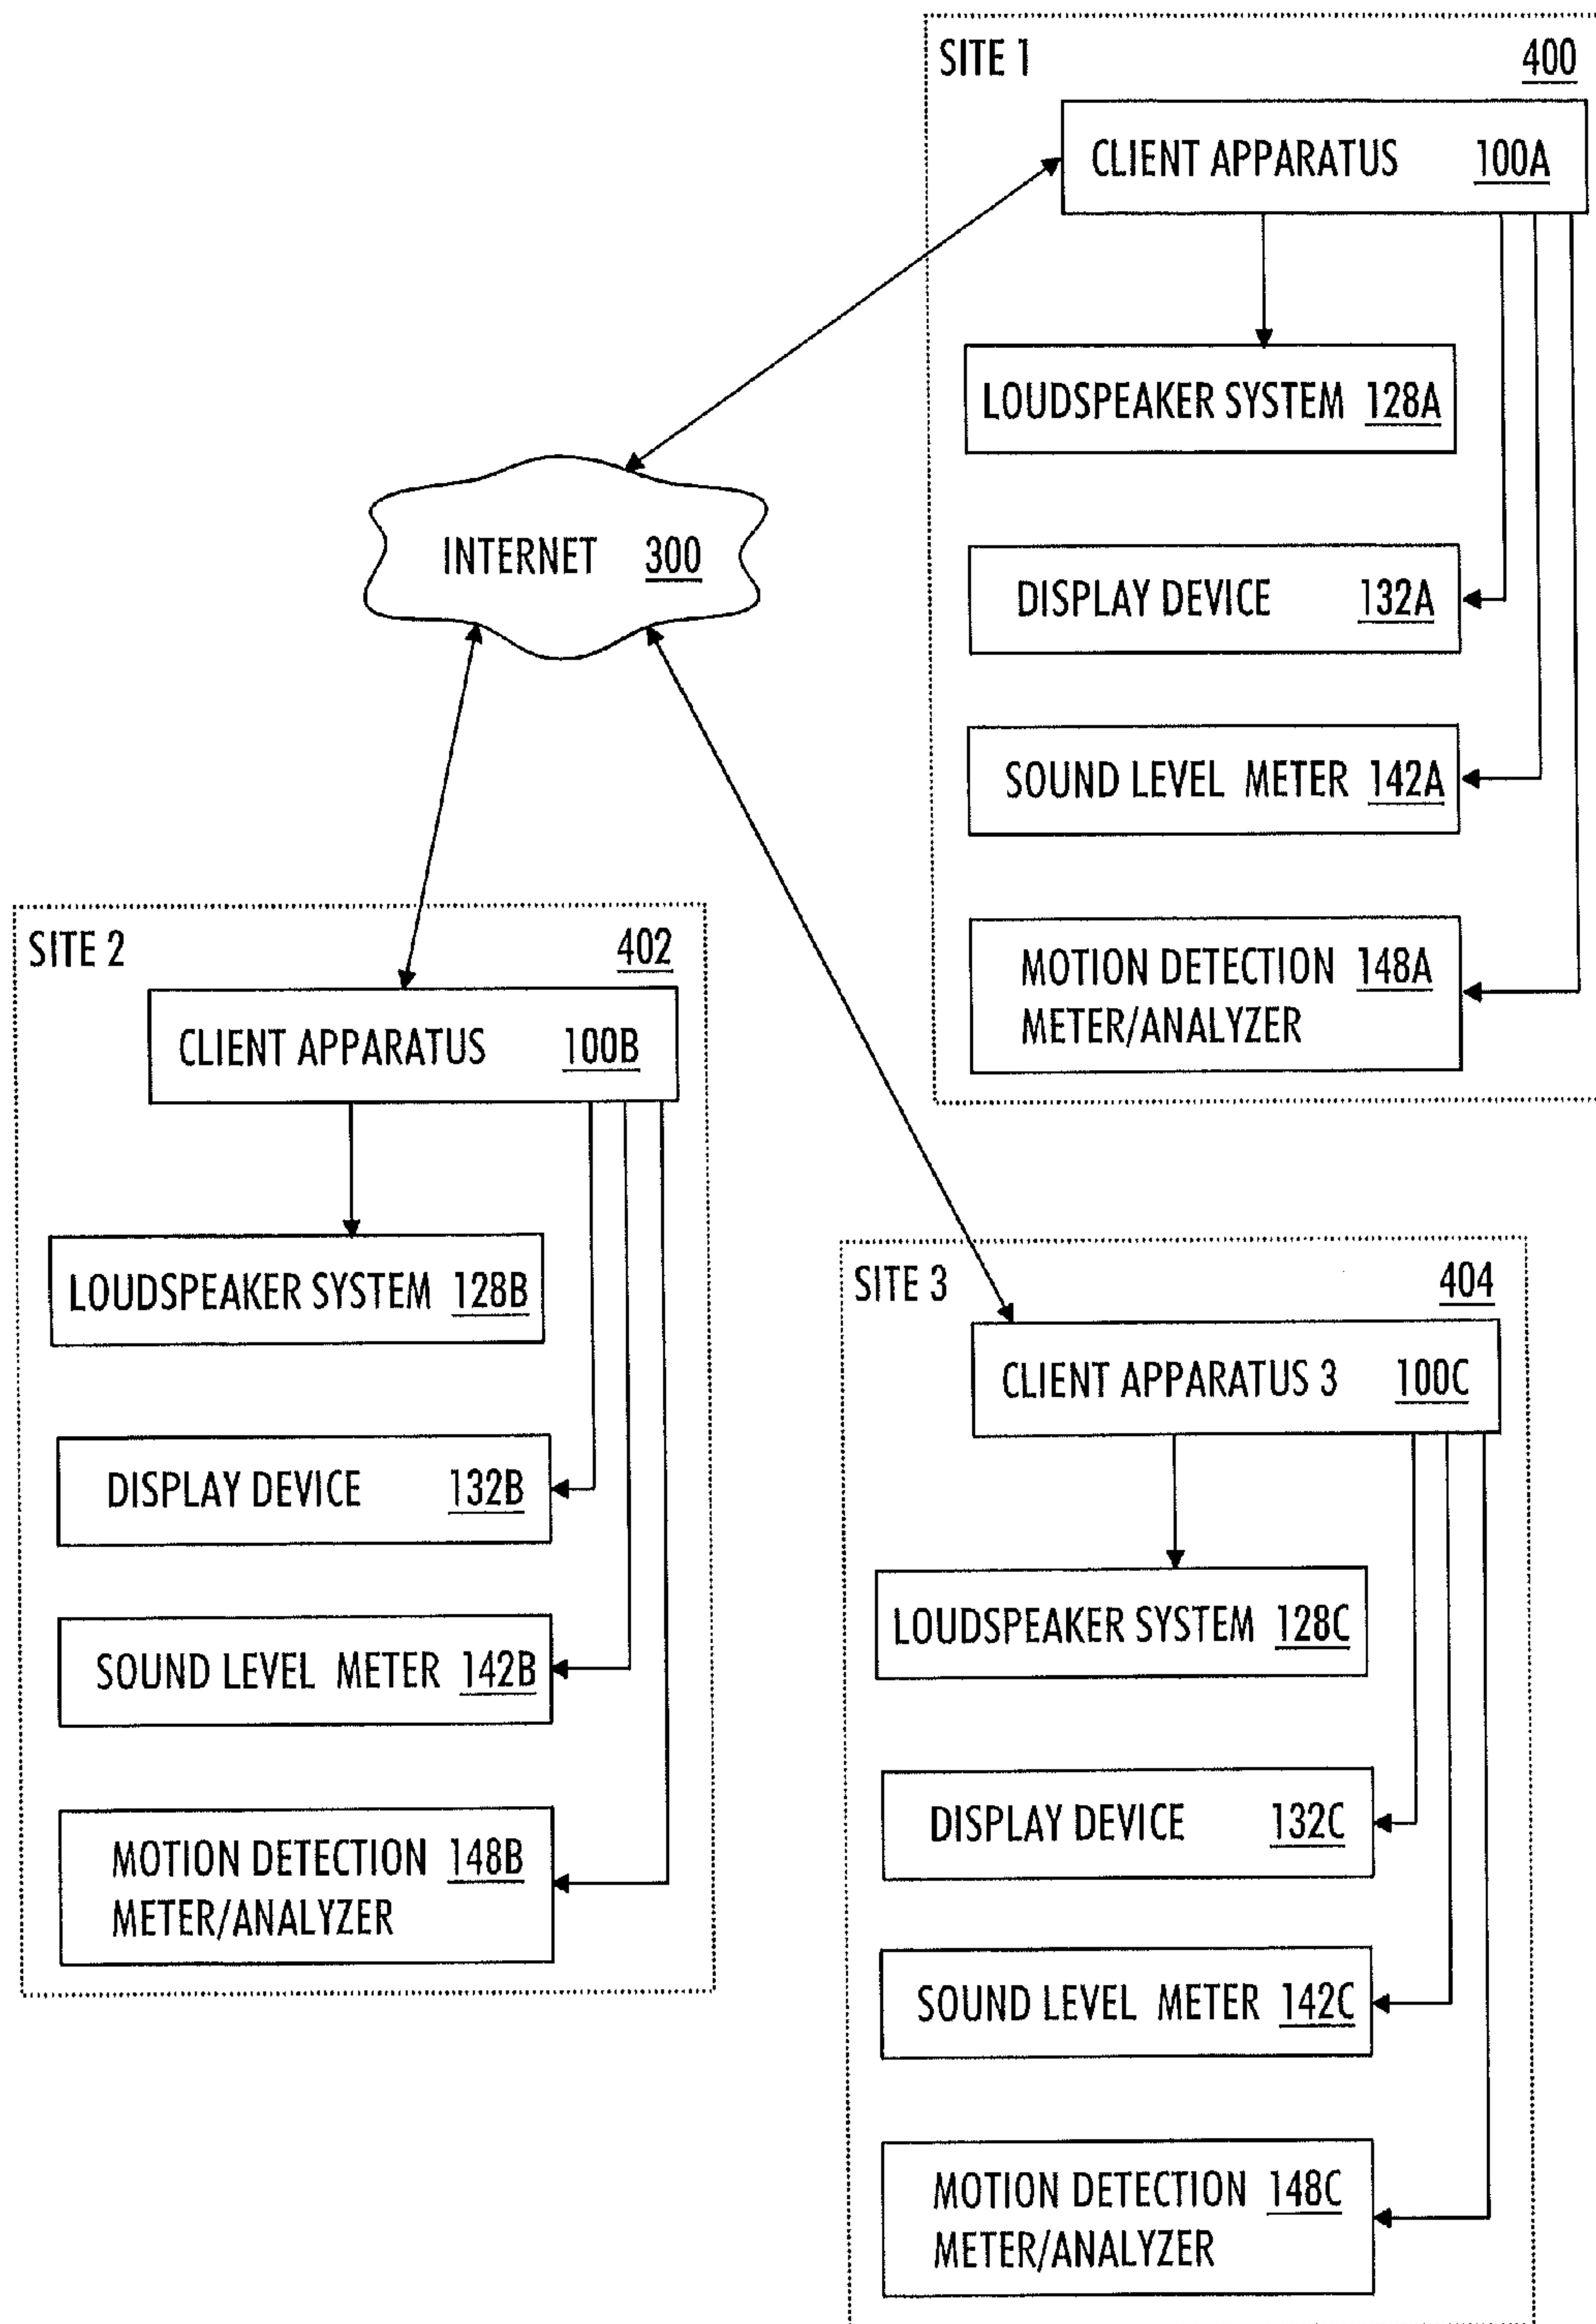 SITE 1 400
CLIENT APPARATUS 100A
LOUDSPEAKER SYSTEM 128A
DISPLAY DEVICE 132A
SOUND LEVEL METER 142A
MOTION DETECTION 148A
METER/ANALYZER
INTERNET 300
SITE 2 402
CLIENT APPARATUS 100B
LOUDSPEAKER SYSTEM 128B
DISPLAY DEVICE 132B
SOUND LEVEL METER 142B
MOTION DETECTION 148B
METER/ANALYZER
SITE 3 404
CLIENT APPARATUS 3 100C
LOUDSPEAKER SYSTEM 128C
DISPLAY DEVICE 132C
SOUND LEVEL METER 142C
MOTION DETECTION 148C
METER/ANALYZER